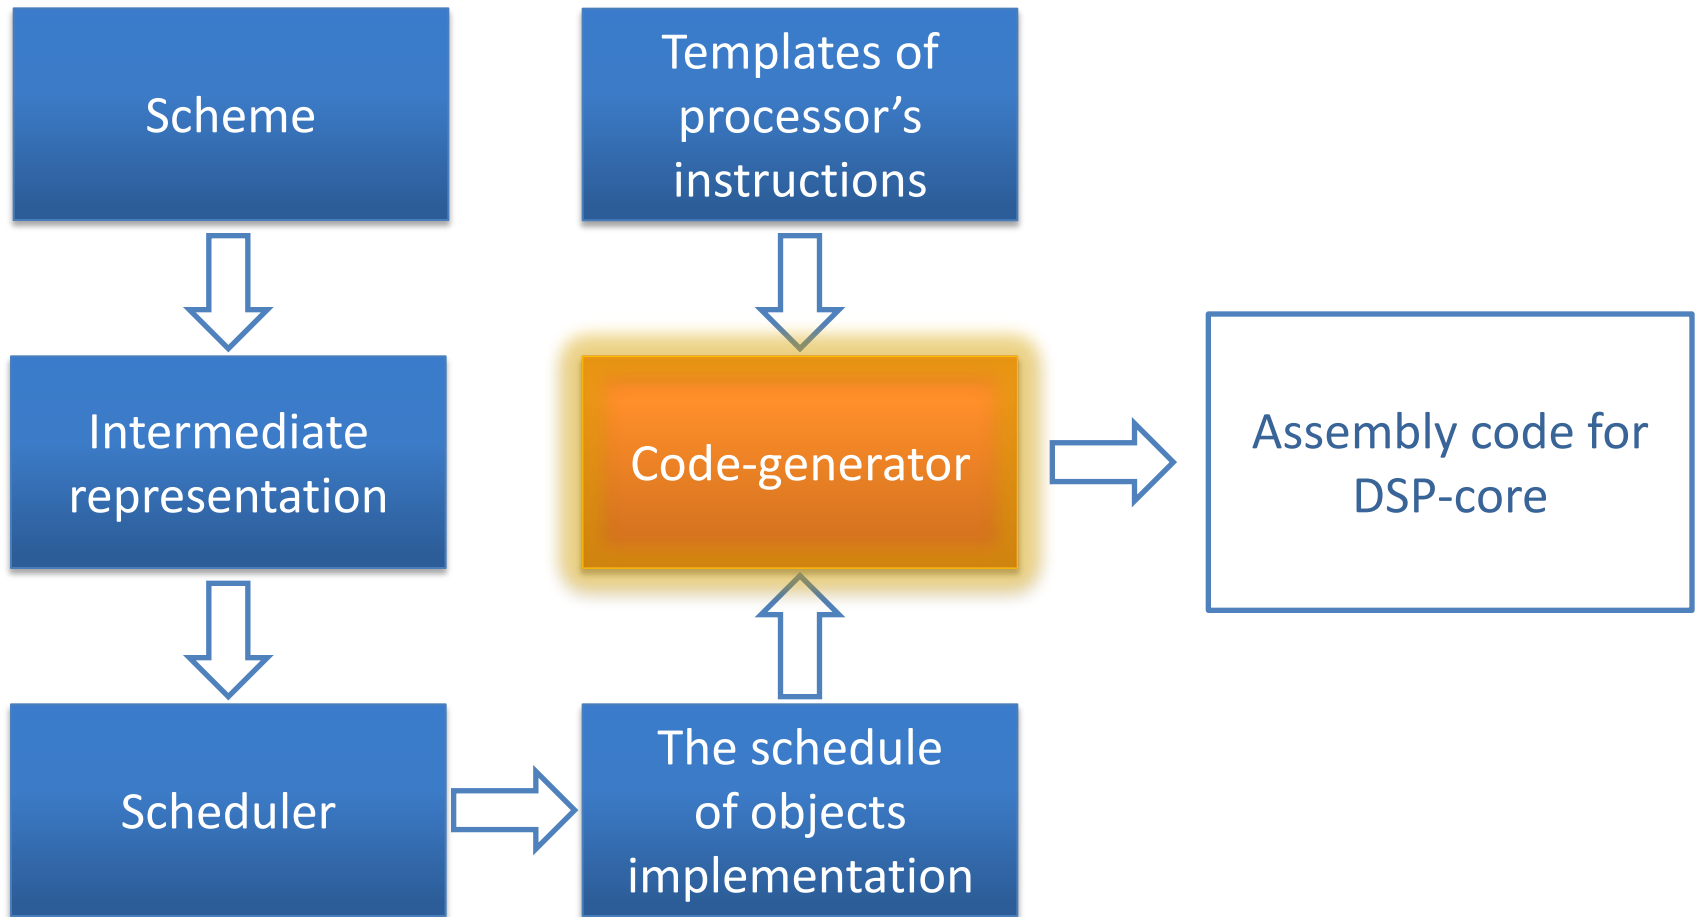 Scheme
Templates of
processor’s
instructions
Intermediate
representation
Code-generator
Assembly code for
DSP-core
Scheduler
The schedule
of objects
implementation